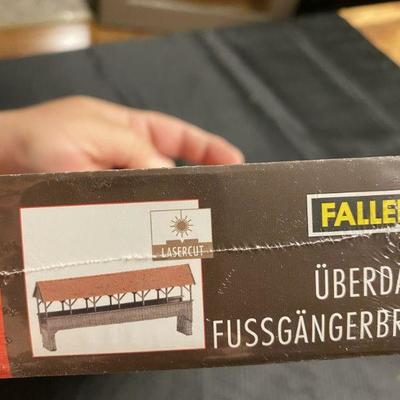 FALLE
LASERCUT
ÜBERDA
FUSSGÄNGERBR